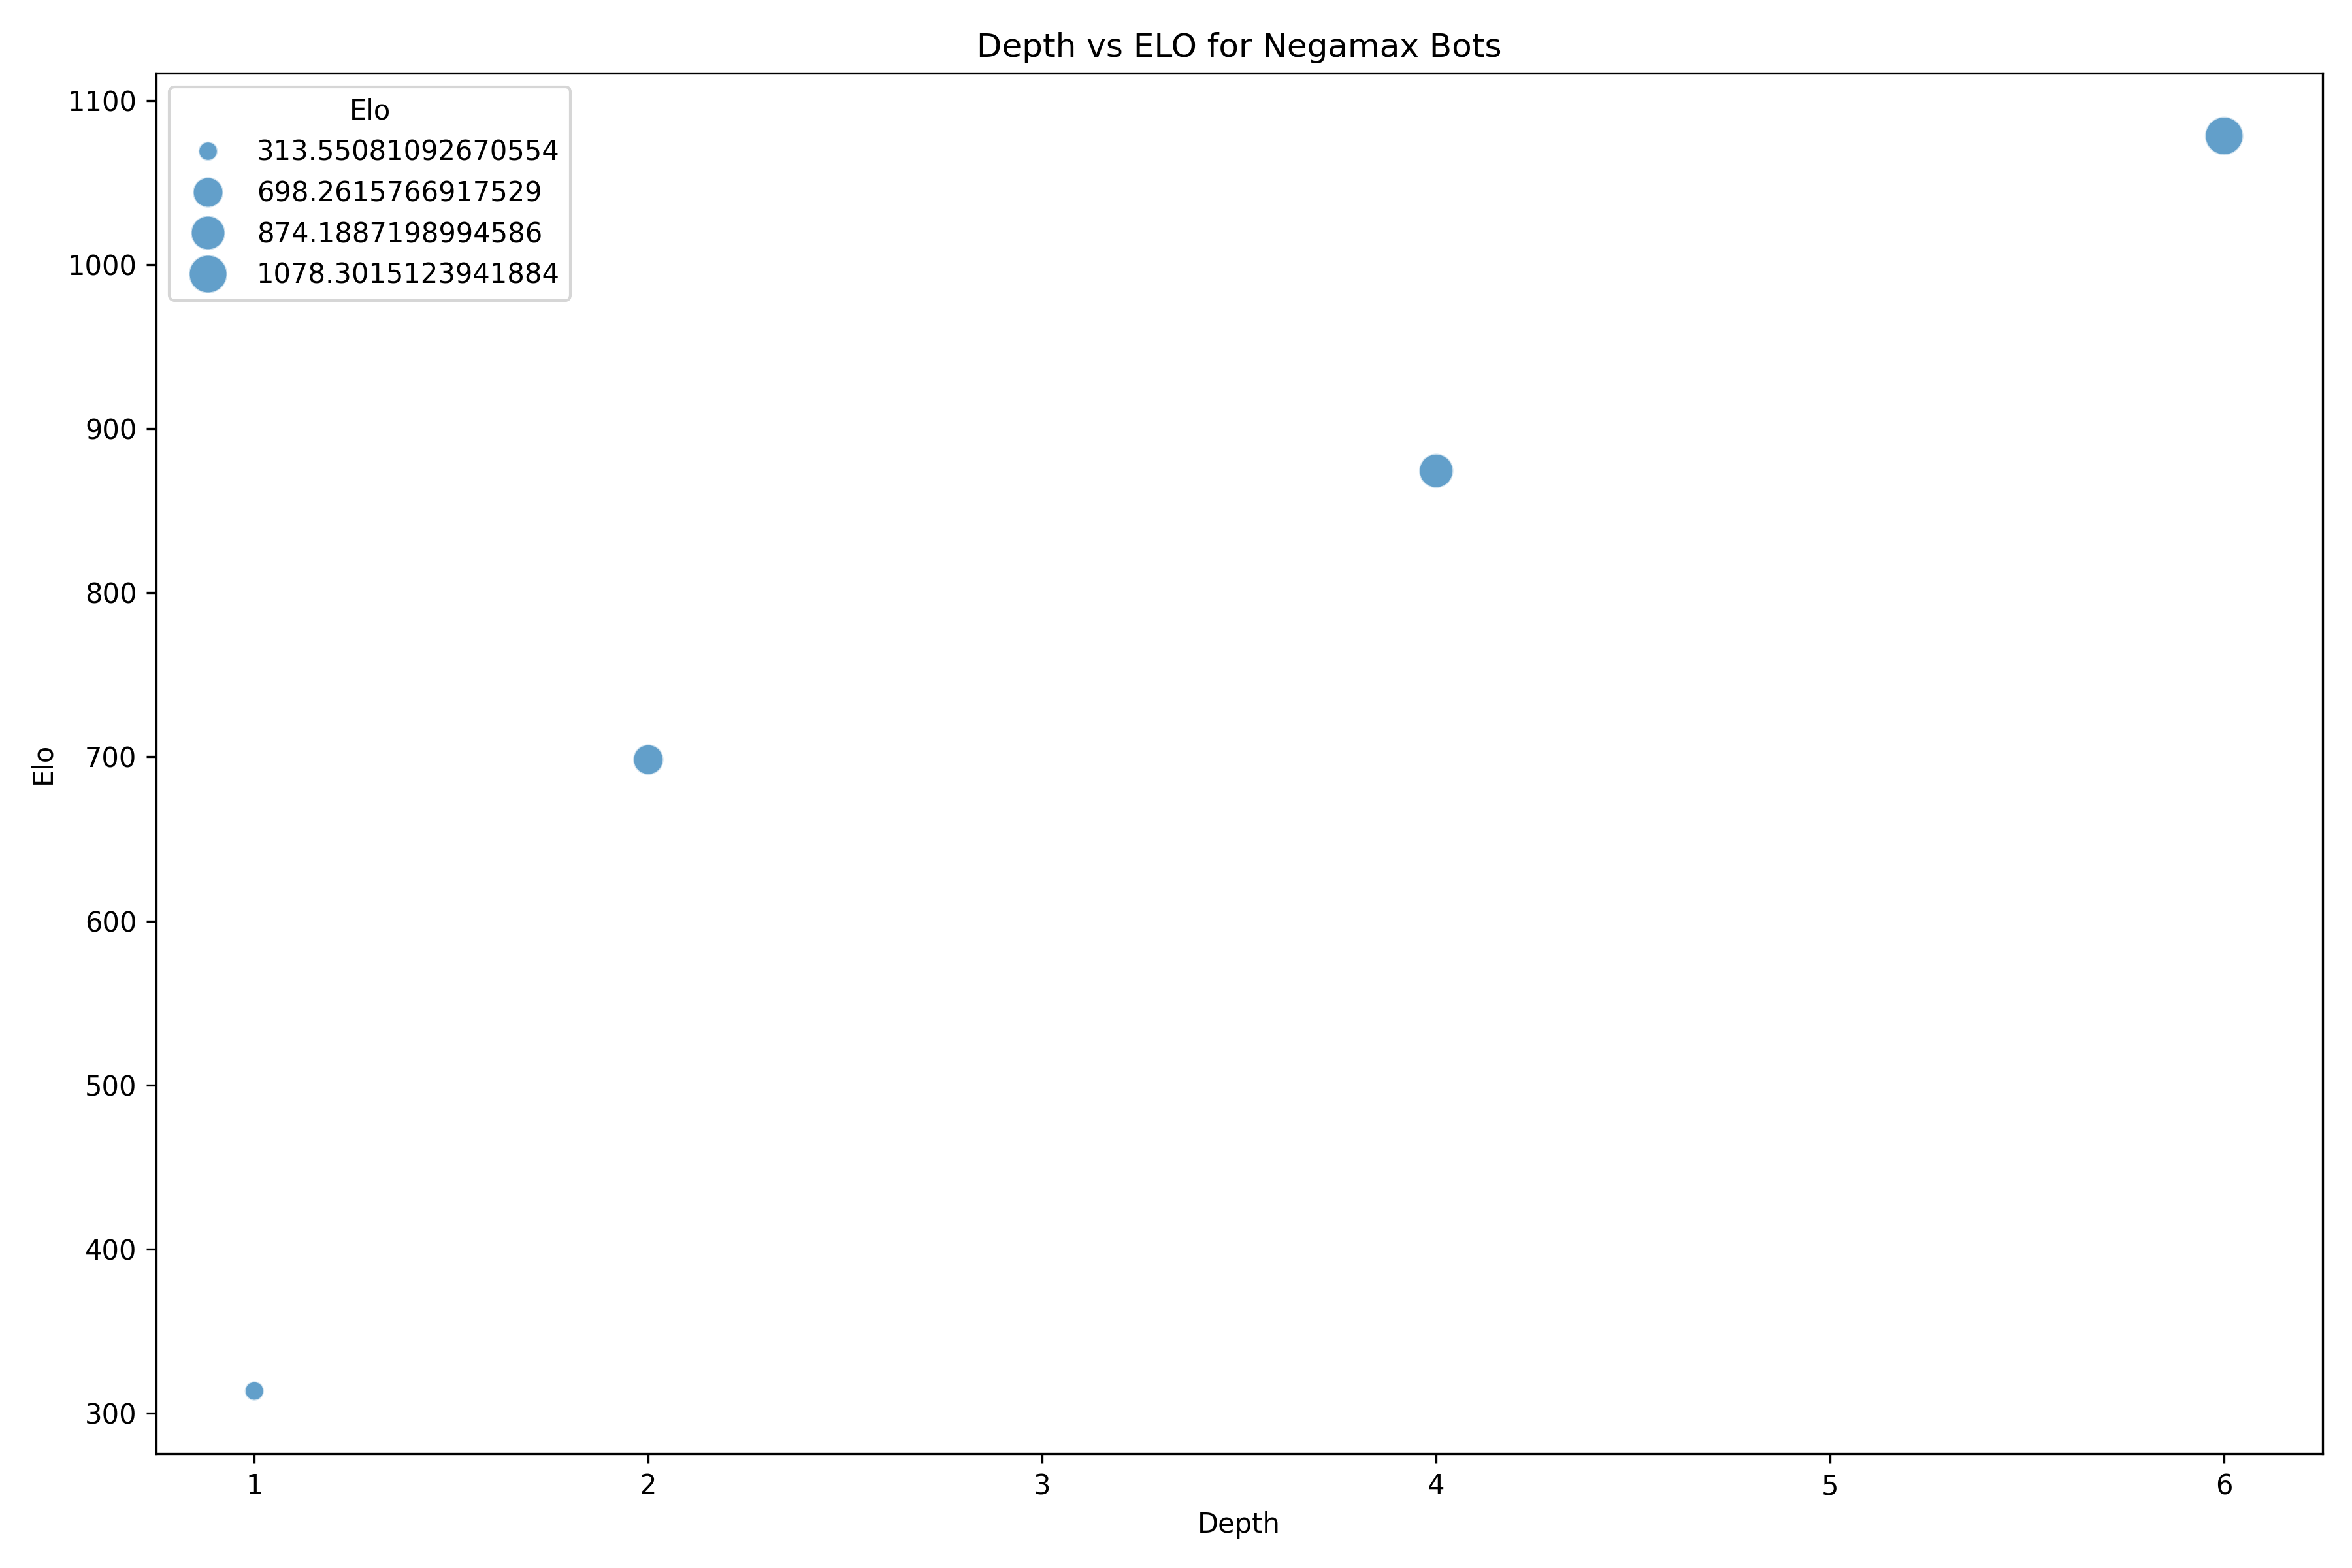 Depth vs ELO for Negamax Bots
Elo
313.55081092670554
698.2615766917529
874.1887198994586
1078.3015123941884
1100
1000
900
800
700
600
500
400
300
Elo
1 2 3 4 5 6
Depth